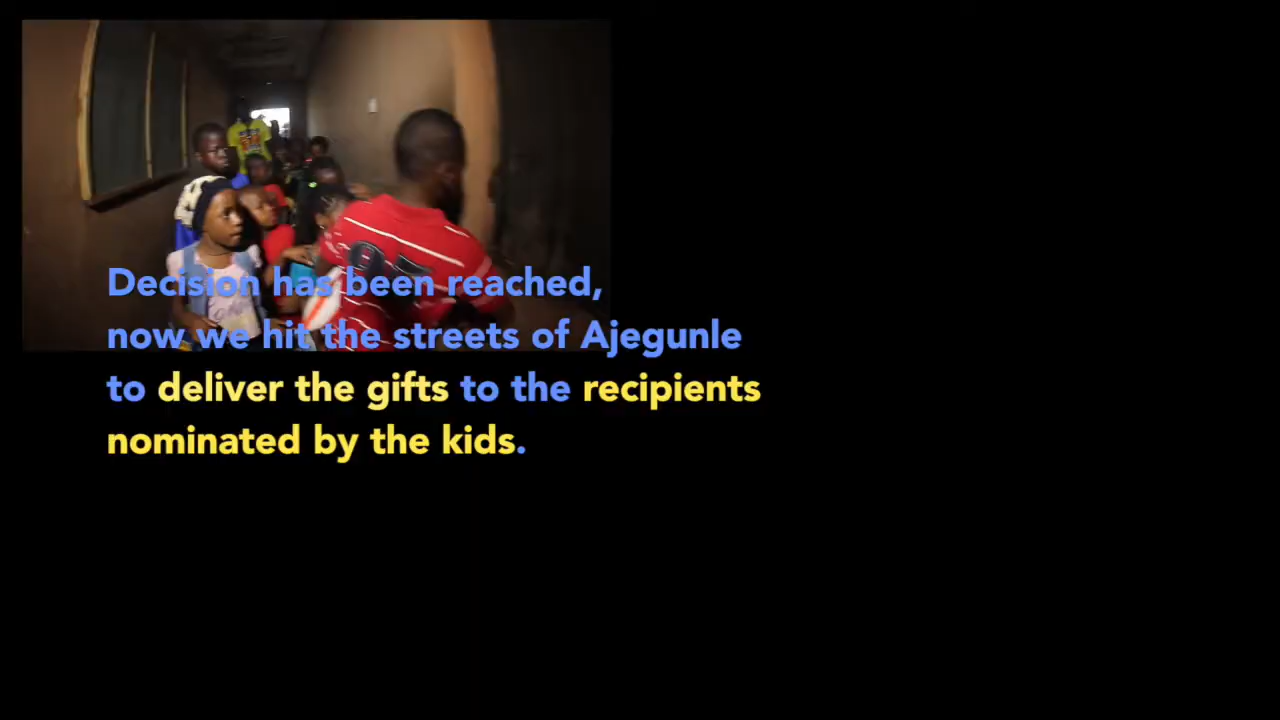 Decision has been reached,
now we hit the streets of Ajegunle
to deliver the gifts to the recipients
nominated by the kids.